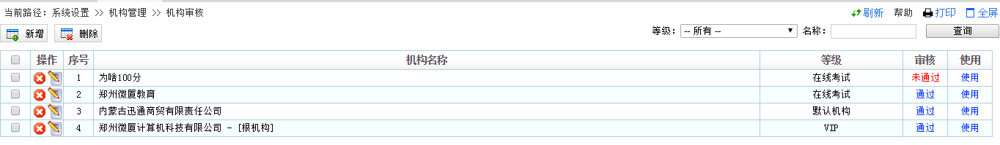 当前路径：系统设置 >> 机构管理 >> 机构审核 刷新 帮助 打印 全屏
新增 删除 等级： -- 所有 -- 名称： 查询
操作 序号 机构名称 等级 审核 使用
1 为啥100分 在线考试 未通过 使用
2 郑州微厦教育 在线考试 通过 使用
3 内蒙古迅通商贸有限责任公司 默认机构 通过 使用
4 郑州微厦计算机科技有限公司 - [根机构] VIP 通过 使用